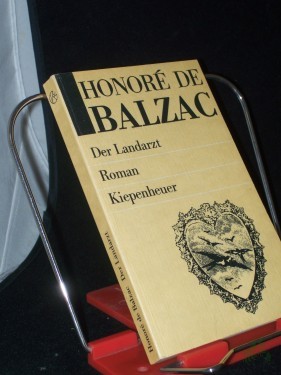 HONORÉ DE
BALZAC
Der Landarzt
Roman
Kiepenheuer
Honoré de Balzac Der Landarzt